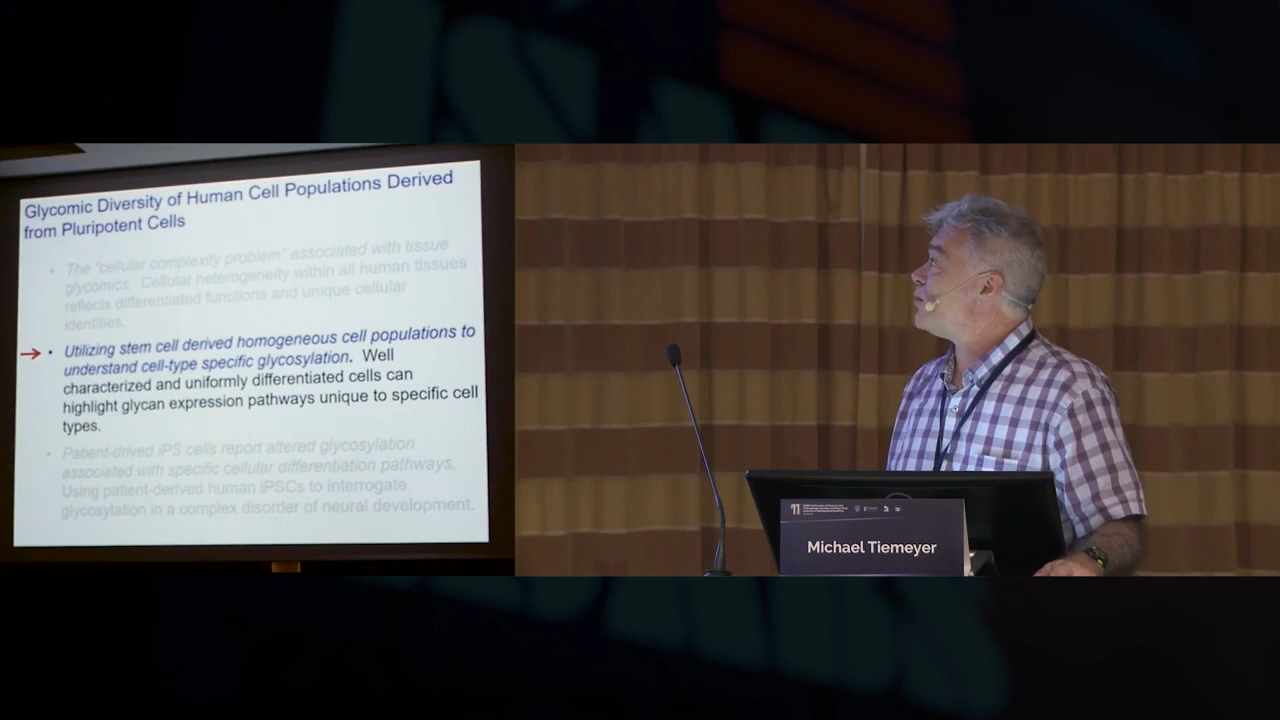 Glycomic Diversity of Human Cell Populations Derived
from Pluripotent Cells
• The "cellular complexity problem" associated with tissue
glycomics. Cellular heterogeneity within all human tissues
reflects differentiated functions and unique cellular
identities.
• Utilizing stem cell derived homogeneous cell populations to
understand cell-type specific glycosylation. Well
characterized and uniformly differentiated cells can
highlight glycan expression pathways unique to specific cell
types.
• Patient-drived iPS cells report altered glycosylation
associated with specific cellular differentiation pathways.
Using patient-derived human iPSCs to interrogate
glycosylation in a complex disorder of neural development.
11
Michael Tiemeyer